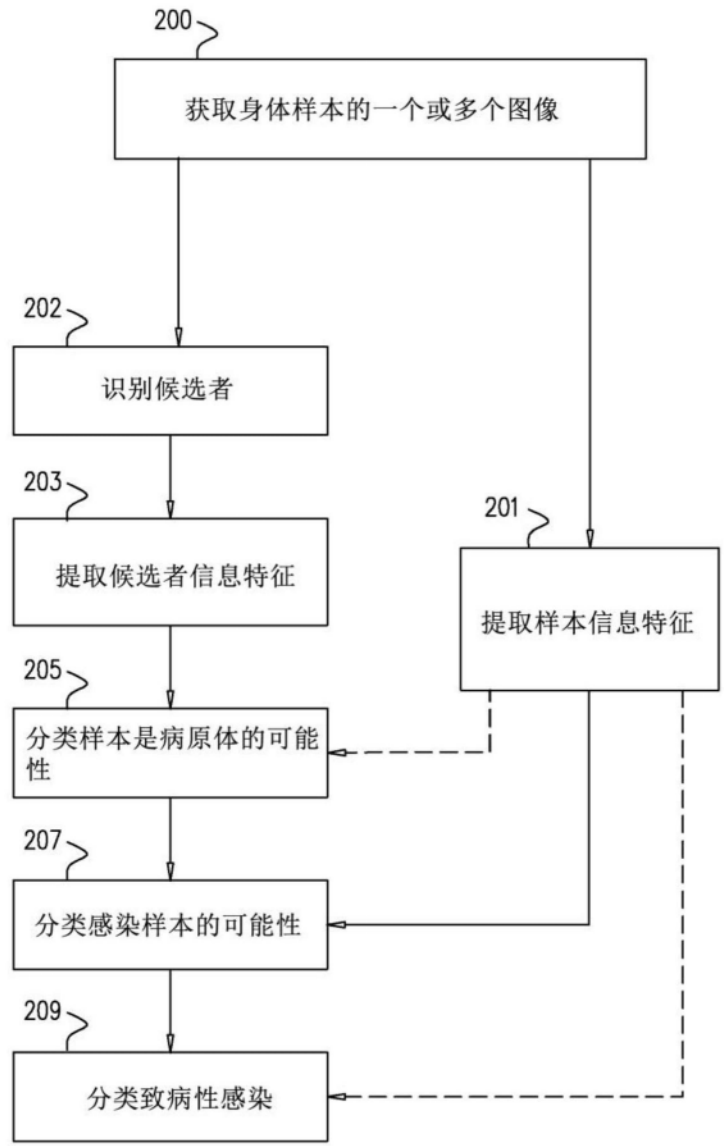 200
获取身体样本的一个或多个图像
202
识别候选者
203
提取候选者信息特征
201
提取样本信息特征
205
分类样本是病原体的可能
性
207
分类感染样本的可能性
209
分类致病性感染